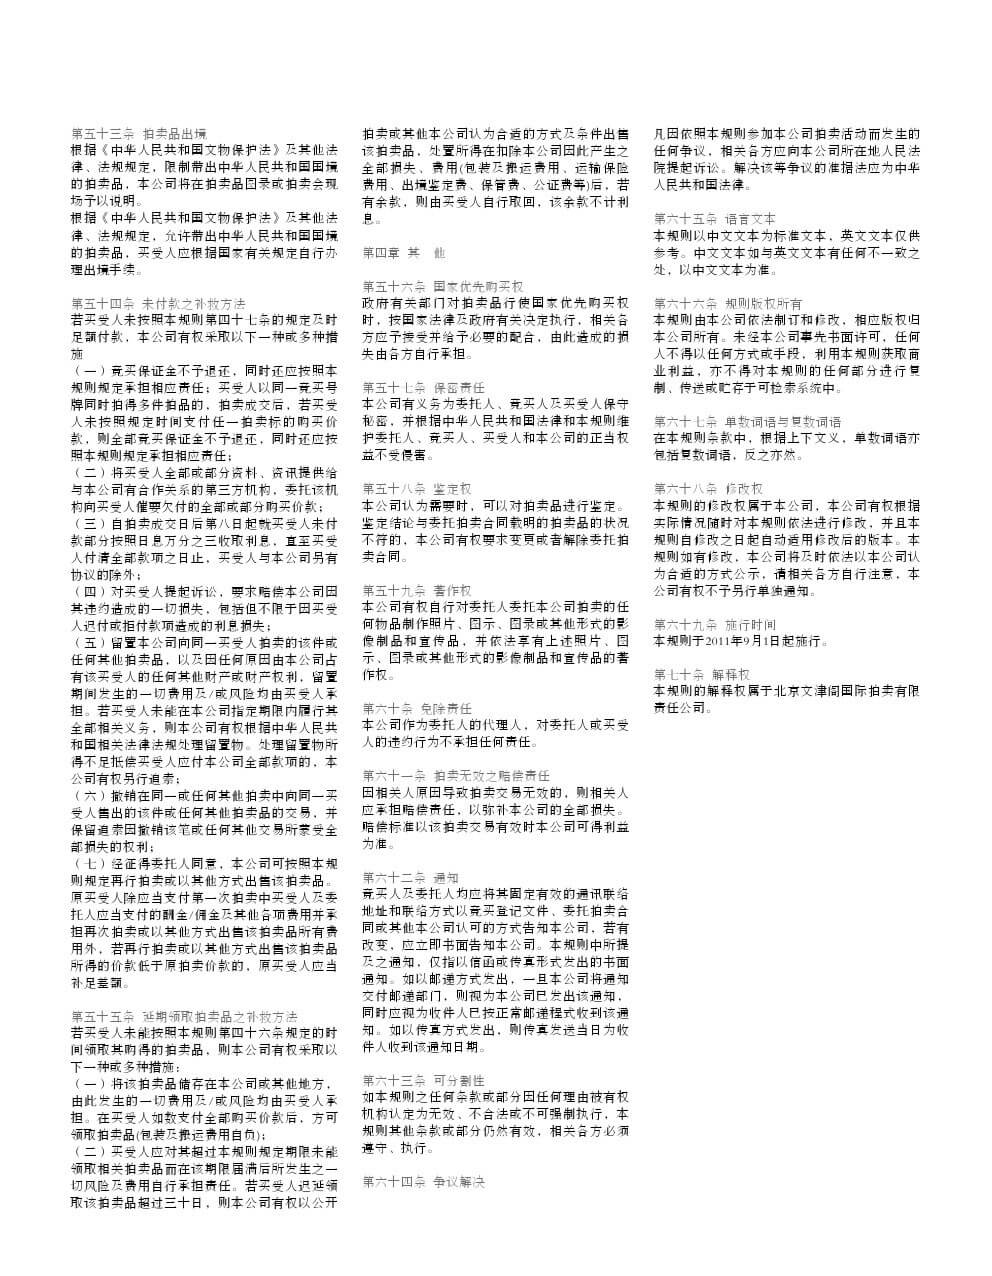 第五十三条 拍卖品出境
根据《中华人民共和国文物保护法》及其他法
律、法规规定，限制带出中华人民共和国国境
的拍卖品，本公司将在拍卖品图录或拍卖会现
场予以说明。
根据《中华人民共和国文物保护法》及其他法
律、法规规定，允许带出中华人民共和国国境
的拍卖品，买受人应根据国家有关规定自行办
理出境手续。
第五十四条 未付款之补救方法
若买受人未按照本规则第四十七条的规定及时
足额付款，本公司有权采取以下一种或多种措
施
（一）竞买保证金不予退还，同时还应按照本
规则规定承担相应责任；买受人以同一竞买号
牌同时拍得多件拍品的，拍卖成交后，若买受
人未按照规定时间支付任一拍卖标的购买价
款，则全部竞买保证金不予退还，同时还应按
照本规则规定承担相应责任；
（二）将买受人全部或部分资料、资讯提供给
与本公司有合作关系的第三方机构，委托该机
构向买受人催要欠付的全部或部分购买价款；
（三）自拍卖成交日后第八日起就买受人未付
款部分按照日息万分之三收取利息，直至买受
人付清全部款项之日止，买受人与本公司另有
协议的除外；
（四）对买受人提起诉讼，要求赔偿本公司因
其违约造成的一切损失，包括但不限于因买受
人迟付或拒付款项造成的利息损失；
（五）留置本公司向同一买受人拍卖的该件或
任何其他拍卖品，以及因任何原因由本公司占
有该买受人的任何其他财产或财产权利，留置
期间发生的一切费用及/或风险均由买受人承
担。若买受人未能在本公司指定期限内履行其
全部相关义务，则本公司有权根据中华人民共
和国相关法律法规处理留置物。处理留置物所
得不足抵偿买受人应付本公司全部款项的，本
公司有权另行追索；
（六）撤销在同一或任何其他拍卖中向同一买
受人售出的该件或任何其他拍卖品的交易，并
保留追索因撤销该笔或任何其他交易所蒙受全
部损失的权利；
（七）经征得委托人同意，本公司可按照本规
则规定再行拍卖或以其他方式出售该拍卖品。
原买受人除应当支付第一次拍卖中买受人及委
托人应当支付的酬金/佣金及其他各项费用并承
担再次拍卖或以其他方式出售该拍卖品所有费
用外，若再行拍卖或以其他方式出售该拍卖品
所得的价款低于原拍卖价款的，原买受人应当
补足差额。
第五十五条 延期领取拍卖品之补救方法
若买受人未能按照本规则第四十六条规定的时
间领取其购得的拍卖品，则本公司有权采取以
下一种或多种措施：
（一）将该拍卖品储存在本公司或其他地方，
由此发生的一切费用及/或风险均由买受人承
担。在买受人如数支付全部购买价款后，方可
领取拍卖品(包装及搬运费用自负)；
（二）买受人应对其超过本规则规定期限未能
领取相关拍卖品而在该期限届满后所发生之一
切风险及费用自行承担责任。若买受人迟延领
取该拍卖品超过三十日，则本公司有权以公开
拍卖或其他本公司认为合适的方式及条件出售
该拍卖品，处置所得在扣除本公司因此产生之
全部损失、费用(包装及搬运费用、运输保险
费用、出境鉴定费、保管费、公证费等)后，若
有余款，则由买受人自行取回，该余款不计利
息。
第四章 其　他
第五十六条 国家优先购买权
政府有关部门对拍卖品行使国家优先购买权
时，按国家法律及政府有关决定执行，相关各
方应予接受并给予必要的配合，由此造成的损
失由各方自行承担。
第五十七条 保密责任
本公司有义务为委托人、竞买人及买受人保守
秘密，并根据中华人民共和国法律和本规则维
护委托人、竞买人、买受人和本公司的正当权
益不受侵害。
第五十八条 鉴定权
本公司认为需要时，可以对拍卖品进行鉴定。
鉴定结论与委托拍卖合同载明的拍卖品的状况
不符的，本公司有权要求变更或者解除委托拍
卖合同。
第五十九条 著作权
本公司有权自行对委托人委托本公司拍卖的任
何物品制作照片、图示、图录或其他形式的影
像制品和宣传品，并依法享有上述照片、图
示、图录或其他形式的影像制品和宣传品的著
作权。
第六十条 免除责任
本公司作为委托人的代理人，对委托人或买受
人的违约行为不承担任何责任。
第六十一条 拍卖无效之赔偿责任
因相关人原因导致拍卖交易无效的，则相关人
应承担赔偿责任，以弥补本公司的全部损失。
赔偿标准以该拍卖交易有效时本公司可得利益
为准。
第六十二条 通知
竞买人及委托人均应将其固定有效的通讯联络
地址和联络方式以竞买登记文件、委托拍卖合
同或其他本公司认可的方式告知本公司，若有
改变，应立即书面告知本公司。本规则中所提
及之通知，仅指以信函或传真形式发出的书面
通知。如以邮递方式发出，一旦本公司将通知
交付邮递部门，则视为本公司已发出该通知，
同时应视为收件人已按正常邮递程式收到该通
知。如以传真方式发出，则传真发送当日为收
件人收到该通知日期。
第六十三条 可分割性
如本规则之任何条款或部分因任何理由被有权
机构认定为无效、不合法或不可强制执行，本
规则其他条款或部分仍然有效，相关各方必须
遵守、执行。
第六十四条 争议解决
凡因依照本规则参加本公司拍卖活动而发生的
任何争议，相关各方应向本公司所在地人民法
院提起诉讼。解决该等争议的准据法应为中华
人民共和国法律。
第六十五条 语言文本
本规则以中文文本为标准文本，英文文本仅供
参考。中文文本如与英文文本有任何不一致之
处，以中文文本为准。
第六十六条 规则版权所有
本规则由本公司依法制订和修改，相应版权归
本公司所有。未经本公司事先书面许可，任何
人不得以任何方式或手段，利用本规则获取商
业利益，亦不得对本规则的任何部分进行复
制、传送或贮存于可检索系统中。
第六十七条 单数词语与复数词语
在本规则条款中，根据上下文义，单数词语亦
包括复数词语，反之亦然。
第六十八条 修改权
本规则的修改权属于本公司，本公司有权根据
实际情况随时对本规则依法进行修改，并且本
规则自修改之日起自动适用修改后的版本。本
规则如有修改，本公司将及时依法以本公司认
为合适的方式公示，请相关各方自行注意，本
公司有权不予另行单独通知。
第六十九条 施行时间
本规则于2011年9月1日起施行。
第七十条 解释权
本规则的解释权属于北京文津阁国际拍卖有限
责任公司。